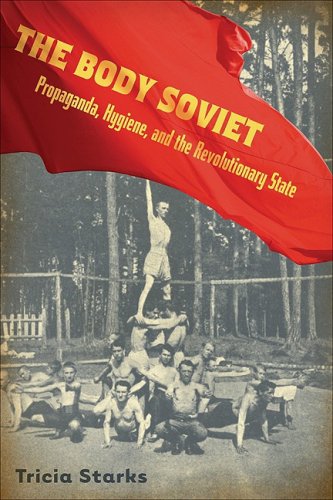 THE BODY SOVIET
Propaganda, Hygiene, and the Revolutionary State
Tricia Starks